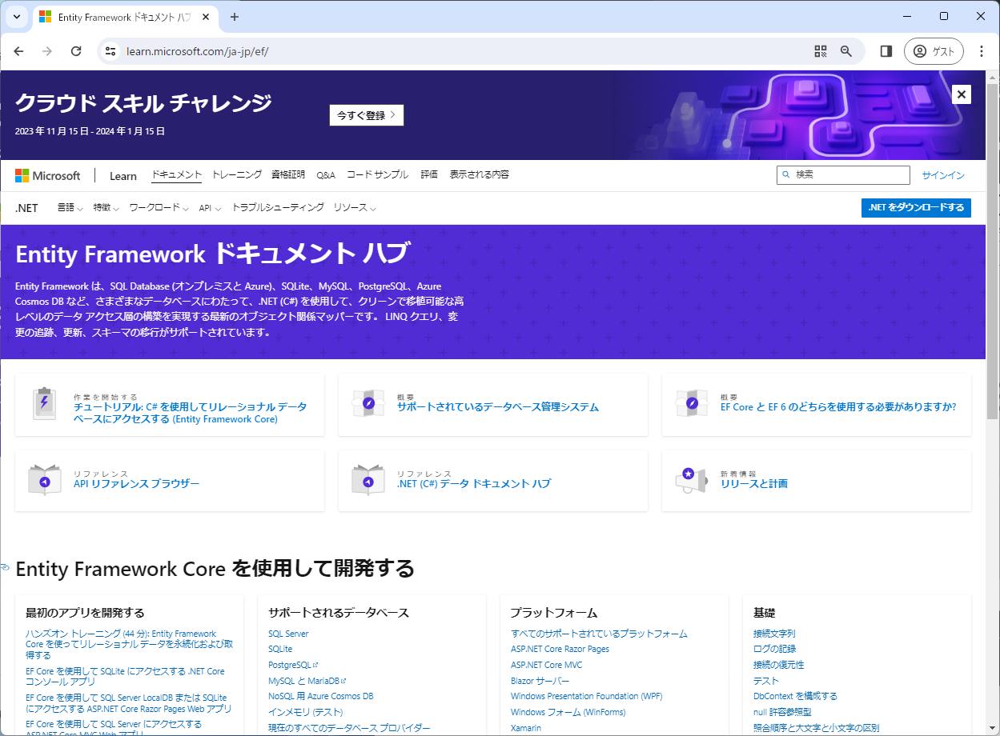 Entity Framework ドキュメント ハブ
learn.microsoft.com/ja-jp/ef/
ゲスト
クラウド スキル チャレンジ
2023 年 11 月 15 日 - 2024 年 1 月 15 日
今すぐ登録
Microsoft Learn ドキュメント トレーニング 資格証明 Q&A コード サンプル 評価 表示される内容 検索 サインイン
.NET 言語 特徴 ワークロード API トラブルシューティング リソース .NET をダウンロードする
Entity Framework ドキュメント ハブ
Entity Framework は、SQL Database (オンプレミスと Azure)、SQLite、MySQL、PostgreSQL、Azure
Cosmos DB など、さまざまなデータベースにわたって、.NET (C#) を使用して、クリーンで移植可能な高
レベルのデータ アクセス層の構築を実現する最新のオブジェクト関係マッパーです。 LINQ クエリ、変
更の追跡、更新、スキーマの移行がサポートされています。
作業を開始する
チュートリアル: C# を使用してリレーショナル データ
ベースにアクセスする (Entity Framework Core)
概要
サポートされているデータベース管理システム
概要
EF Core と EF 6 のどちらを使用する必要がありますか?
リファレンス
API リファレンス ブラウザー
リファレンス
.NET (C#) データ ドキュメント ハブ
新着情報
リリースと計画
Entity Framework Core を使用して開発する
最初のアプリを開発する
ハンズオン トレーニング (44 分): Entity Framework
Core を使ってリレーショナル データを永続化および取
得する
EF Core を使用して SQLite にアクセスする .NET Core
コンソール アプリ
EF Core を使用して SQL Server LocalDB または SQLite
にアクセスする ASP.NET Core Razor Pages Web アプリ
EF Core を使用して SQL Server にアクセスする
ASP.NET Core MVC Web アプリ
サポートされるデータベース
SQL Server
SQLite
PostgreSQL
MySQL と MariaDB
NoSQL 用 Azure Cosmos DB
インメモリ (テスト)
現在のすべてのデータベース プロバイダー
プラットフォーム
すべてのサポートされているプラットフォーム
ASP.NET Core Razor Pages
ASP.NET Core MVC
Blazor サーバー
Windows Presentation Foundation (WPF)
Windows フォーム (WinForms)
Xamarin
基礎
接続文字列
ログの記録
接続の復元性
テスト
DbContext を構成する
null 許容参照型
照合順序と大文字と小文字の区別